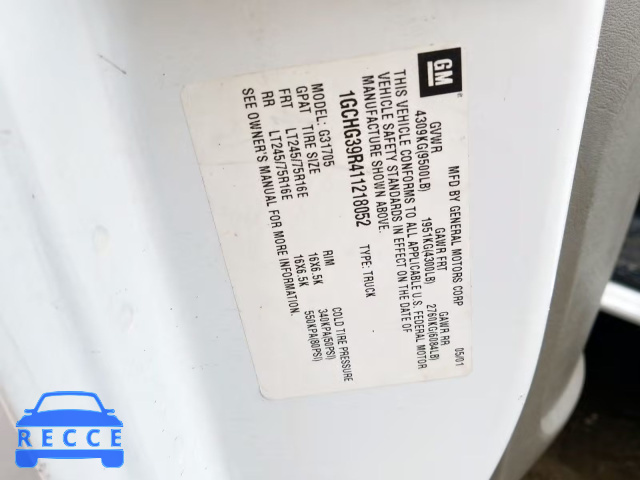 GM
MFD BY GENERAL MOTORS CORP 05/01
GVWR GAWR FRT GAWR RR
4309KG(9500LB) 1951KG(4300LB) 2760KG(6084LB)
THIS VEHICLE CONFORMS TO ALL APPLICABLE U.S. FEDERAL MOTOR
VEHICLE SAFETY STANDARDS IN EFFECT ON THE DATE OF
MANUFACTURE SHOWN ABOVE.
1GCHG39R411218052 TYPE: TRUCK
MODEL: G31705
GPAT TIRE SIZE RIM COLD TIRE PRESSURE
FRT LT245/75R16E 16X6.5K 340KPA(50PSI)
RR LT245/75R16E 16X6.5K 550KPA(80PSI)
SEE OWNER'S MANUAL FOR MORE INFORMATION.
RECCE